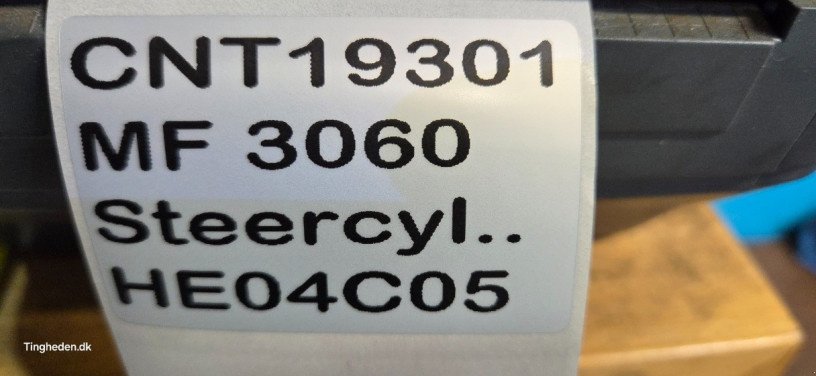 CNT19301
MF 3060
Steercyl..
HE04C05
Tingheden.dk